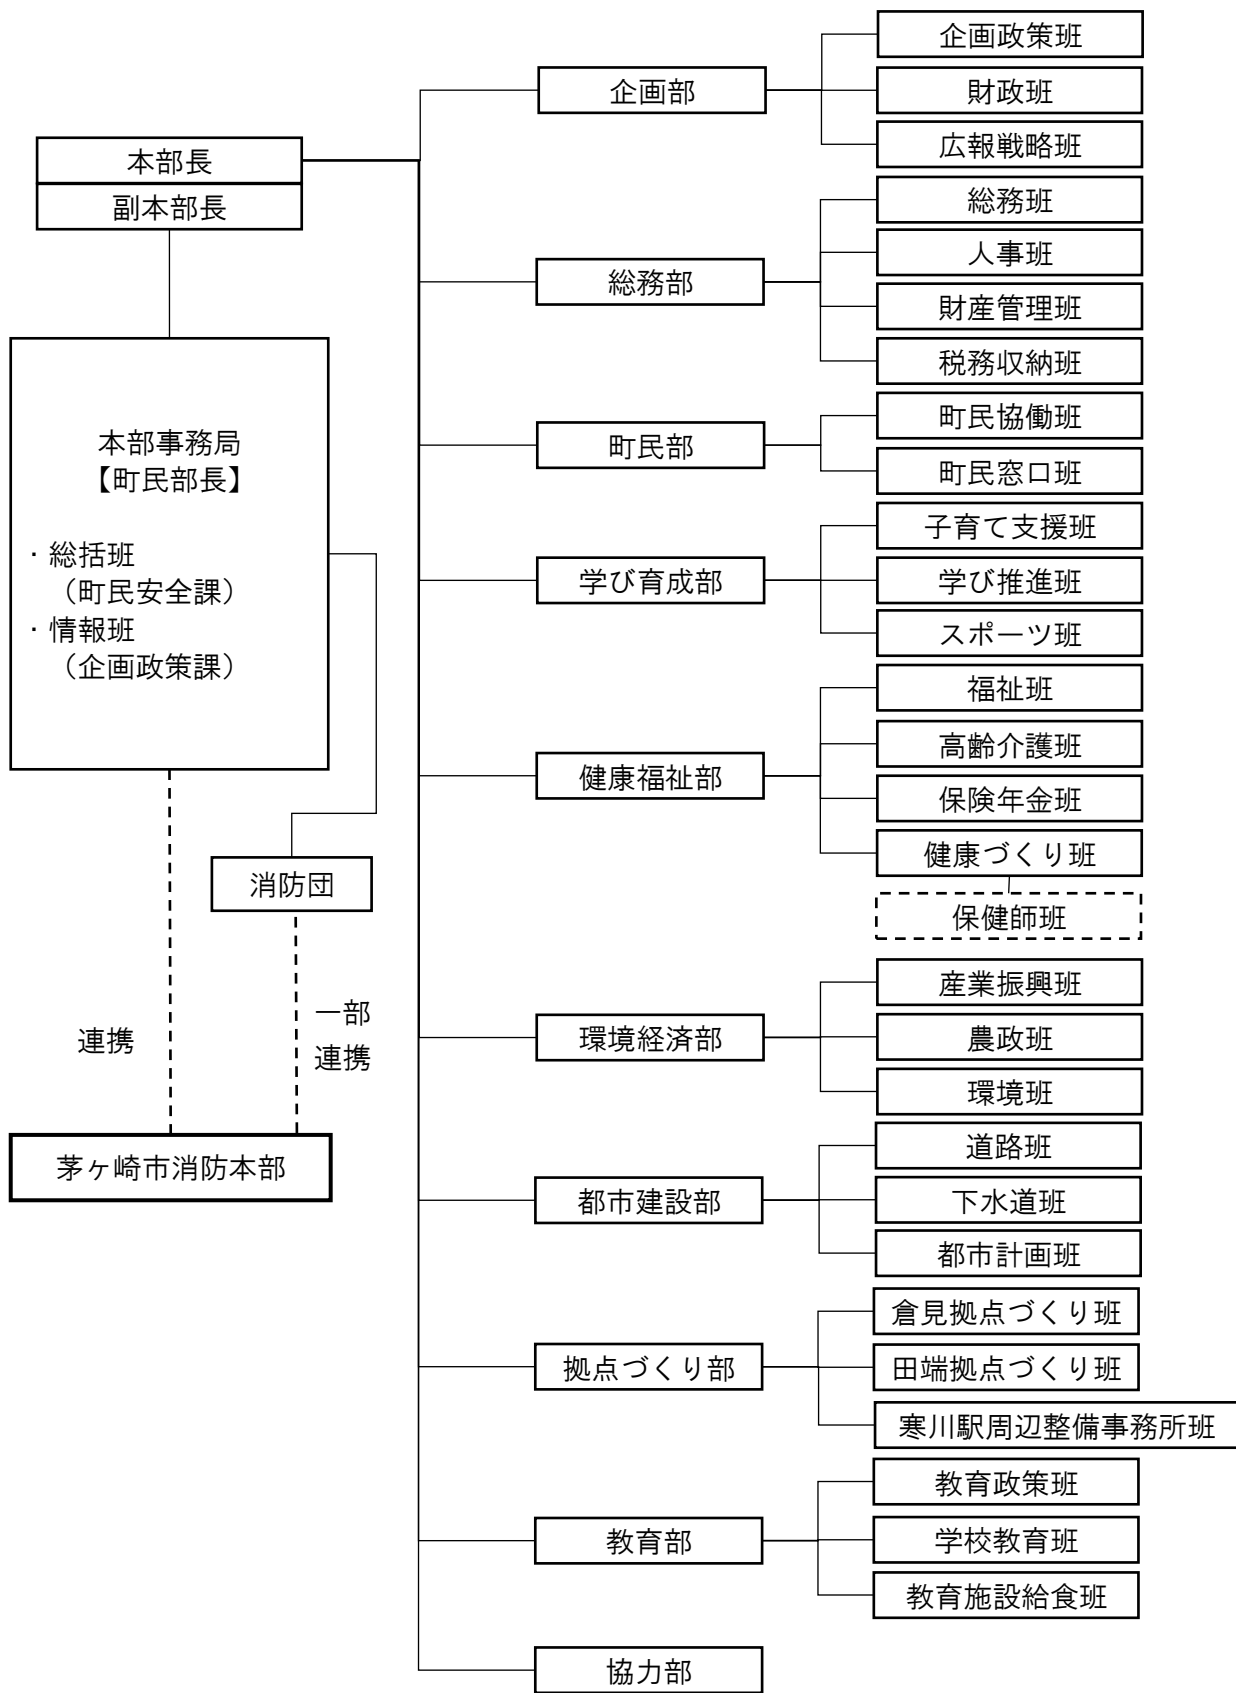 本部長
副本部長
本部事務局
【町民部長】
・総括班
（町民安全課）
・情報班
（企画政策課）
消防団
連携
一部
連携
茅ヶ崎市消防本部
企画部
企画政策班
財政班
広報戦略班
総務部
総務班
人事班
財産管理班
税務収納班
町民部
町民協働班
町民窓口班
学び育成部
子育て支援班
学び推進班
スポーツ班
健康福祉部
福祉班
高齢介護班
保険年金班
健康づくり班
保健師班
環境経済部
産業振興班
農政班
環境班
都市建設部
道路班
下水道班
都市計画班
拠点づくり部
倉見拠点づくり班
田端拠点づくり班
寒川駅周辺整備事務所班
教育部
教育政策班
学校教育班
教育施設給食班
協力部